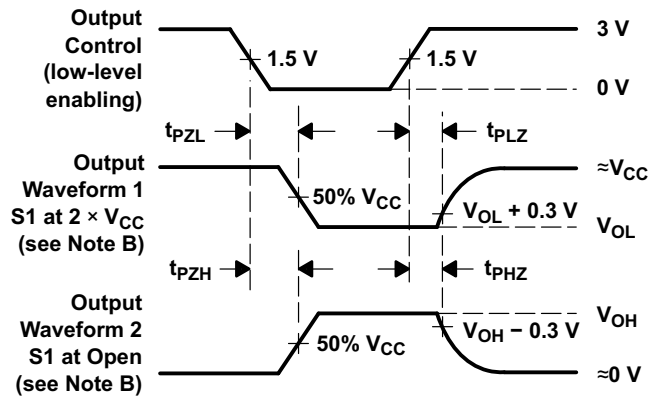 Output
Control
(low-level
enabling)
3 V
1.5 V
1.5 V
0 V
tPZL
tPLZ
Output
Waveform 1
S1 at 2 × VCC
(see Note B)
≈VCC
50% VCC
VOL + 0.3 V
VOL
tPZH
tPHZ
Output
Waveform 2
S1 at Open
(see Note B)
VOH
VOH − 0.3 V
50% VCC
≈0 V